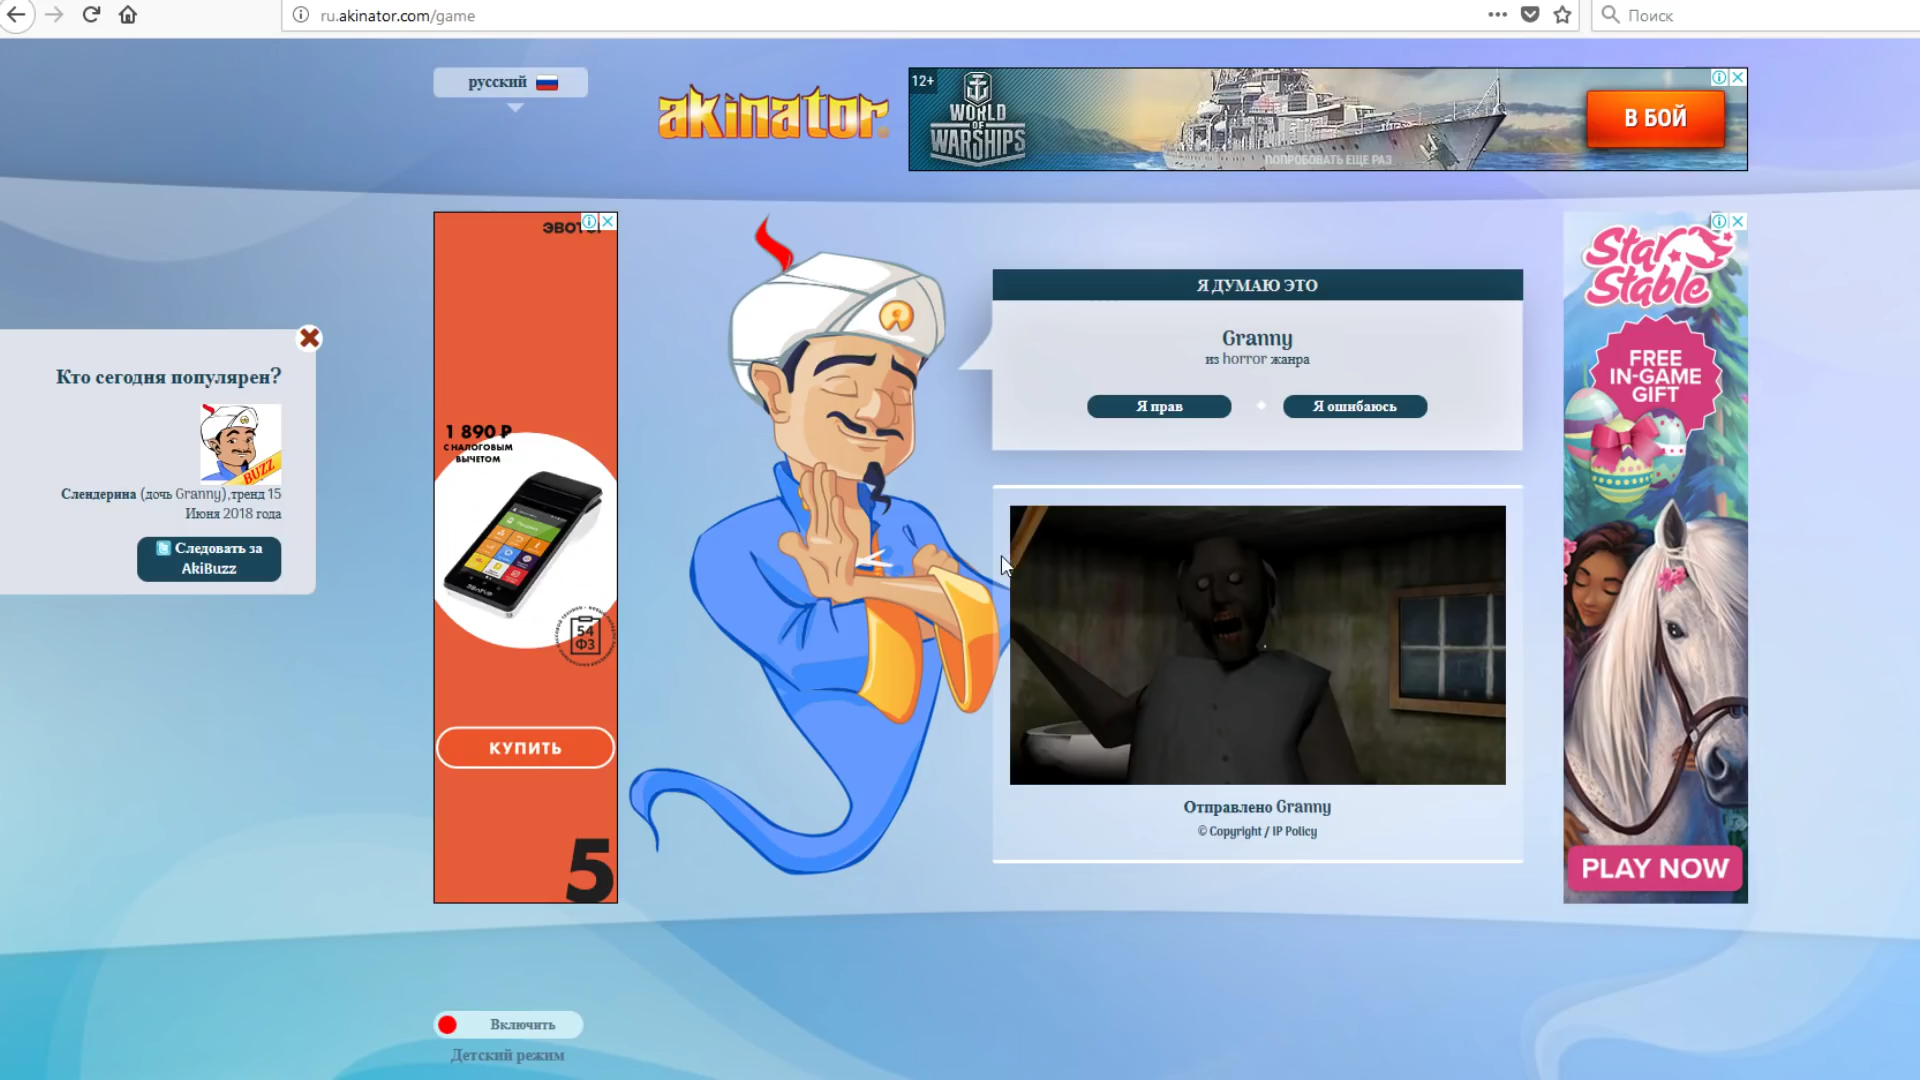 ru.akinator.com/game
Поиск
русский
akinator
12+
WORLD
OF
WARSHIPS
ПОПРОБОВАТЬ ЕЩЕ РАЗ
В БОЙ
Кто сегодня популярен?
BUZZ
Слендерина (дочь Granny),тренд 15
Июня 2018 года
Следовать за
AkiBuzz
1 890 ₽
С НАЛОГОВЫМ
ВЫЧЕТОМ
54
ФЗ
КУПИТЬ
5
Я ДУМАЮ ЭТО
Granny
из horror жанра
Я прав
Я ошибаюсь
Отправлено Granny
© Copyright / IP Policy
Star
Stable
FREE
IN-GAME
GIFT
PLAY NOW
Включить
Детский режим